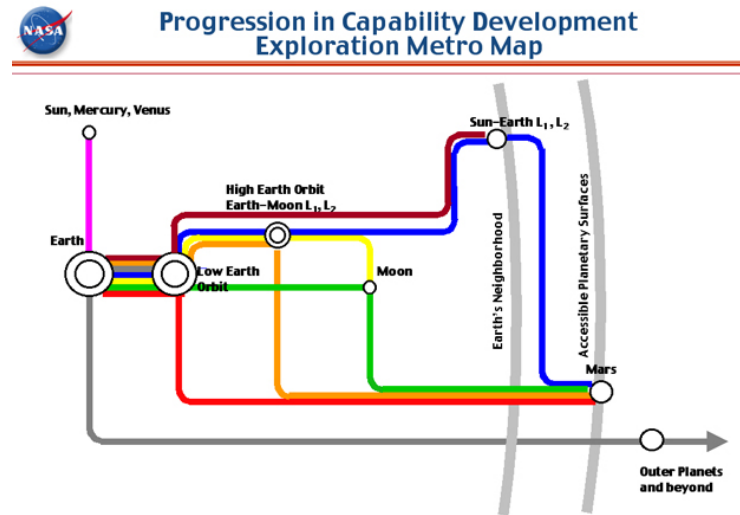 NASA
Progression in Capability Development
Exploration Metro Map
Sun, Mercury, Venus
Sun-Earth L₁, L₂
High Earth Orbit
Earth-Moon L₁, L₂
Earth
Low Earth
Orbit
Moon
Earth's Neighborhood
Accessible Planetary Surfaces
Mars
Outer Planets
and beyond